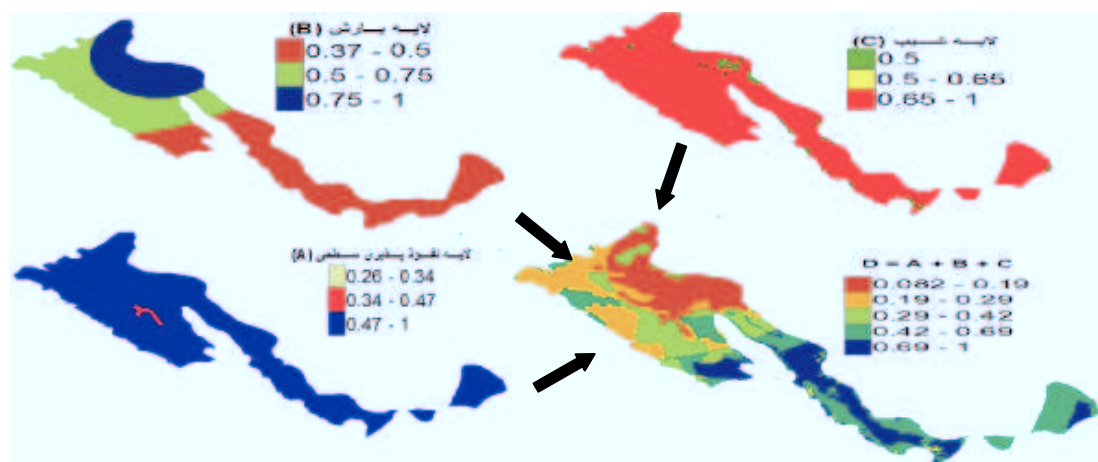 لایه بارش (B)
0.37 - 0.5
0.5 - 0.75
0.75 - 1
لایه شیب (C)
0.5
0.5 - 0.65
0.65 - 1
لایه نفوذ پذیری سطحی (A)
0.26 - 0.34
0.34 - 0.47
0.47 - 1
D = A + B + C
0.082 - 0.19
0.19 - 0.29
0.29 - 0.42
0.42 - 0.69
0.69 - 1